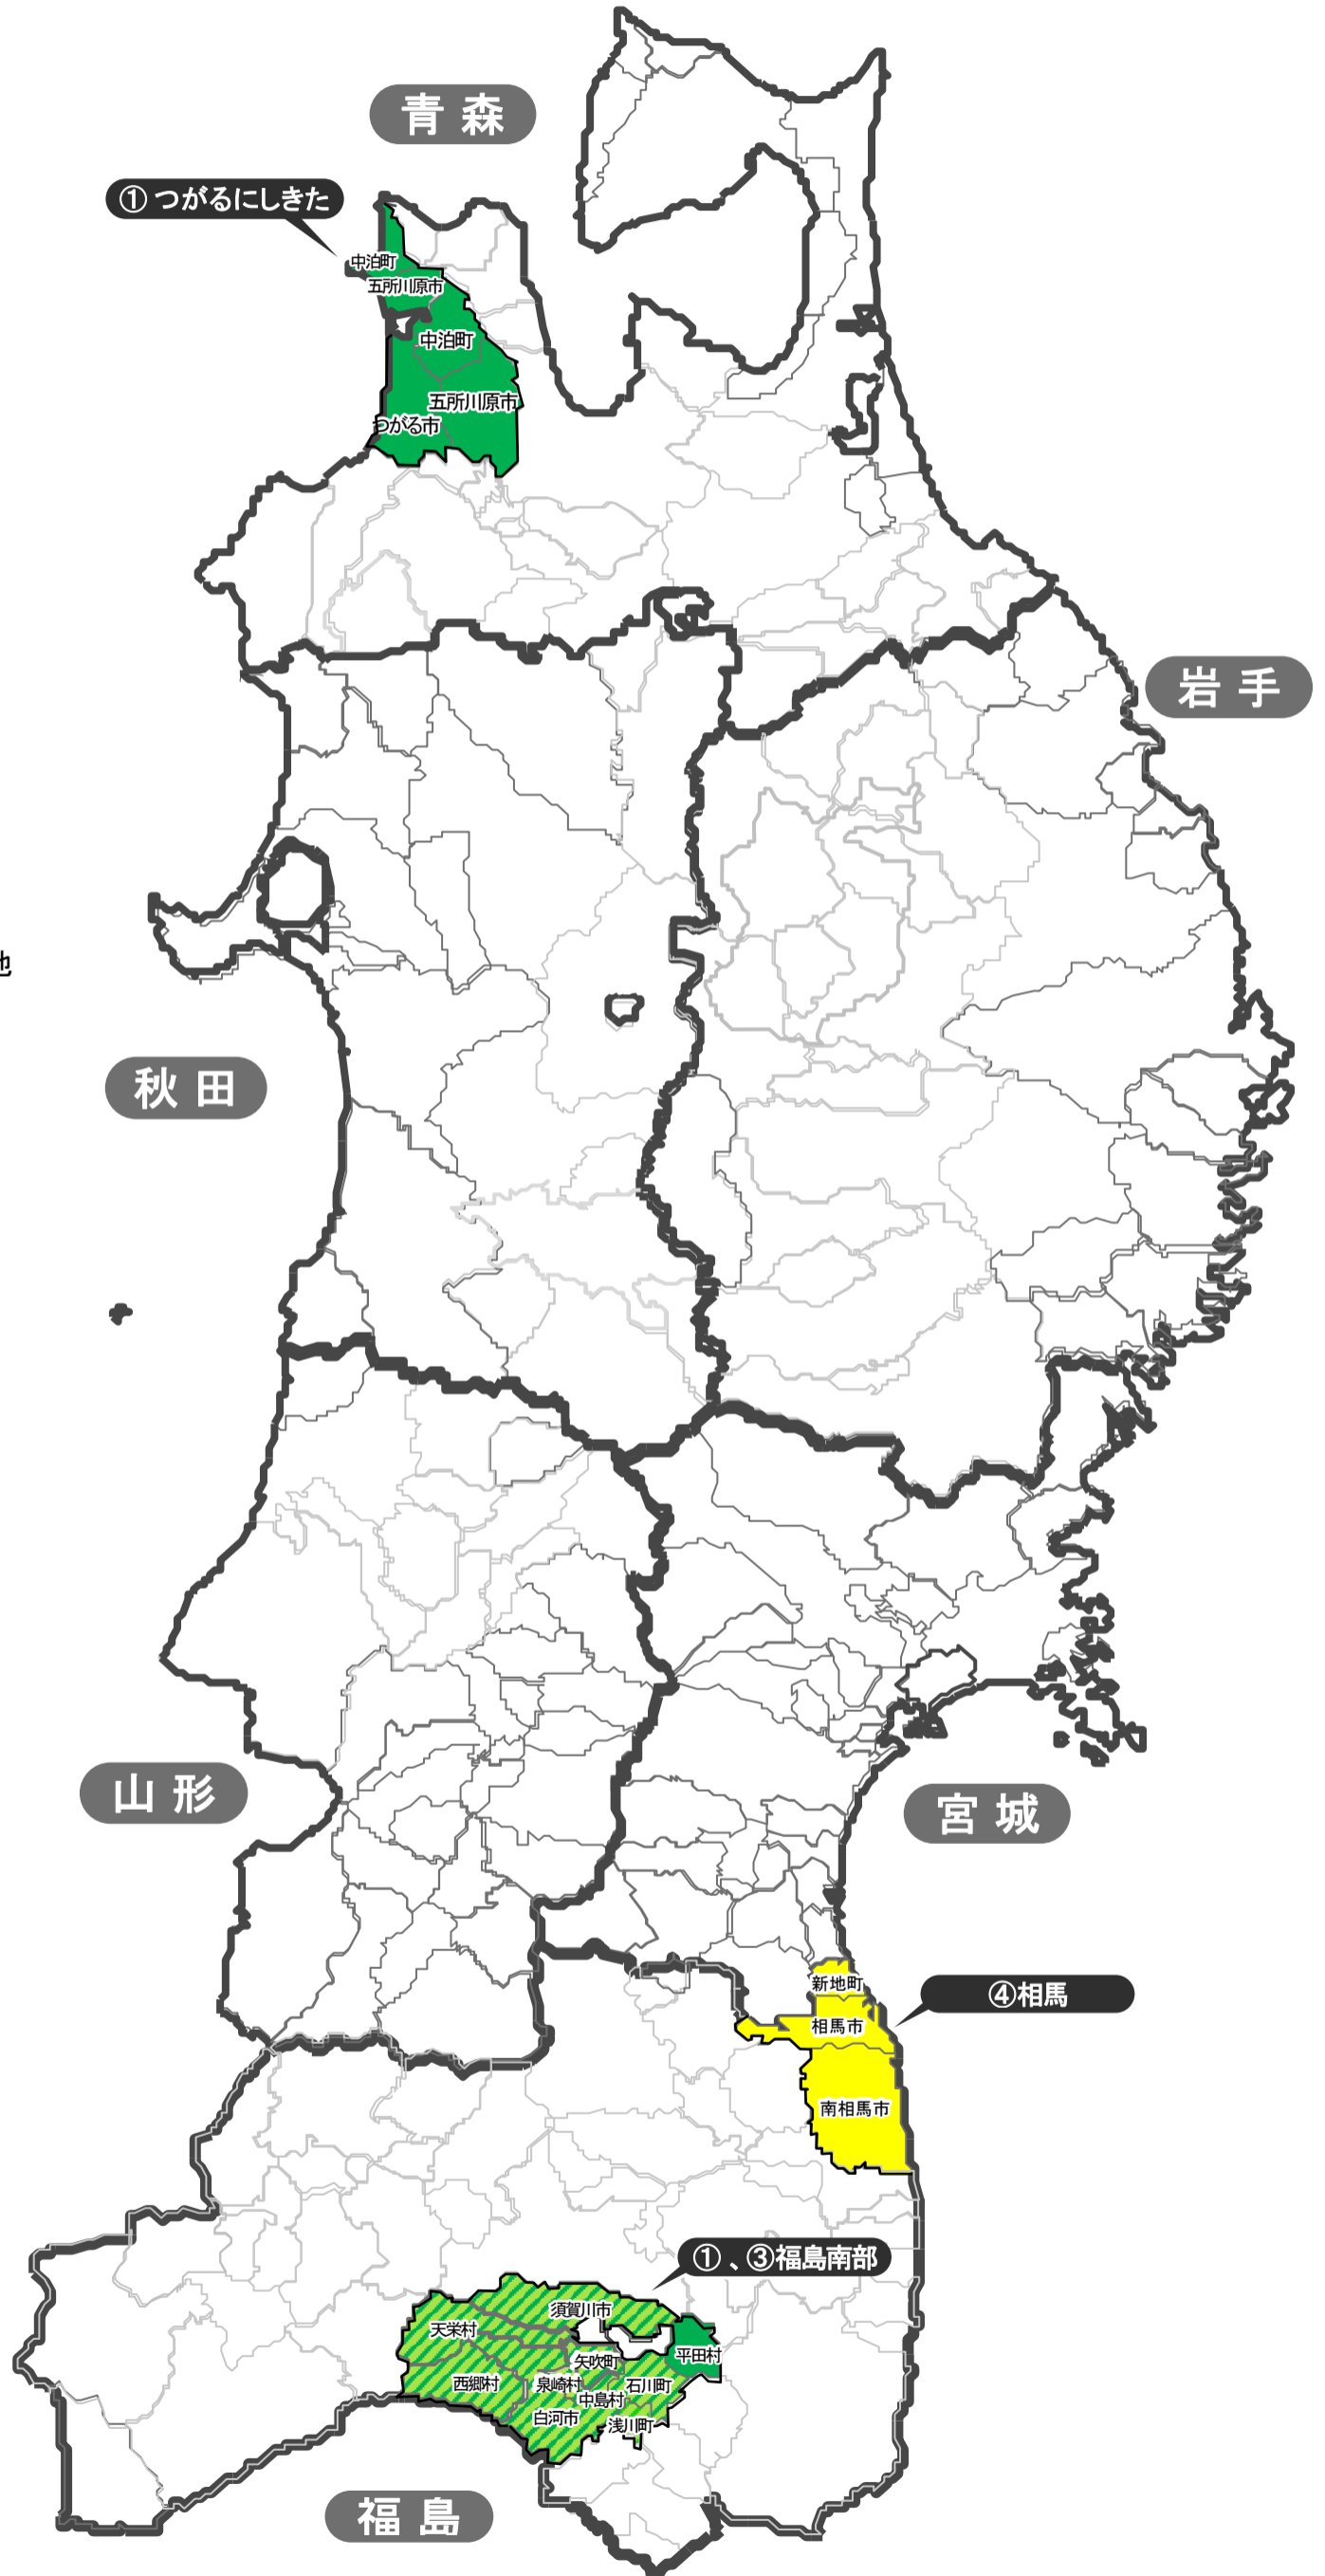 青 森
① つがるにしきた
中泊町
五所川原市
中泊町
五所川原市
つがる市
岩 手
地
秋 田
山 形
宮 城
新地町
④相馬
相馬市
南相馬市
① 、③福島南部
須賀川市
天栄村
平田村
矢吹町
西郷村
泉崎村
石川町
中島村
白河市
浅川町
福 島